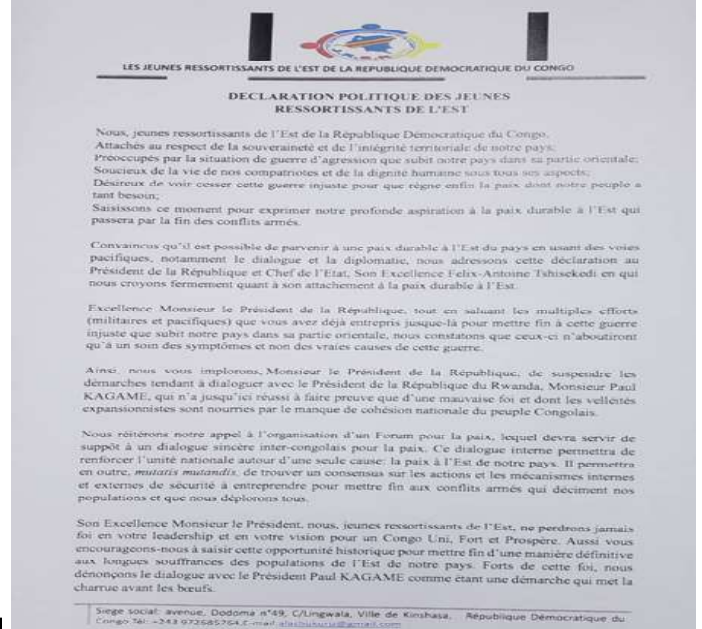 LES JEUNES RESSORTISSANTS DE L'EST DE LA REPUBLIQUE DEMOCRATIQUE DU CONGO
DECLARATION POLITIQUE DES JEUNES
RESSORTISSANTS DE L'EST
Nous, jeunes ressortissants de l'Est de la République Démocratique du Congo,
Attachés au respect de la souveraineté et de l'intégrité territoriale de notre pays;
Préoccupés par la situation de guerre d'agression que subit notre pays dans sa partie orientale;
Soucieux de la vie de nos compatriotes et de la dignité humaine sous tous ses aspects;
Désireux de voir cesser cette guerre injuste pour que règne enfin la paix dont notre peuple a
tant besoin;
Saisissons ce moment pour exprimer notre profonde aspiration à la paix durable à l'Est qui
passera par la fin des conflits armés.
Convaincus qu'il est possible de parvenir à une paix durable à l'Est du pays en usant des voies
pacifiques, notamment le dialogue et la diplomatie, nous adressons cette déclaration au
Président de la République et Chef de l'Etat, Son Excellence Felix-Antoine Tshisekedi en qui
nous croyons fermement quant à son attachement à la paix durable à l'Est.
Excellence Monsieur le Président de la République, tout en saluant les multiples efforts
(militaires et pacifiques) que vous avez déjà entrepris jusque-là pour mettre fin à cette guerre
injuste que subit notre pays dans sa partie orientale, nous constatons que ceux-ci n'aboutiront
qu'à un soin des symptômes et non des vraies causes de cette guerre.
Ainsi, nous vous implorons, Monsieur le Président de la République, de suspendre les
démarches tendant à dialoguer avec le Président de la République du Rwanda, Monsieur Paul
KAGAME, qui n'a jusqu'ici réussi à faire preuve que d'une mauvaise foi et dont les velléités
expansionnistes sont nourries par le manque de cohésion nationale du peuple Congolais.
Nous réitérons notre appel à l'organisation d'un Forum pour la paix, lequel devra servir de
suppôt à un dialogue sincère inter-congolais pour la paix. Ce dialogue interne permettra de
renforcer l'unité nationale autour d'une seule cause: la paix à l'Est de notre pays. Il permettra
en outre, mutatis mutandis, de trouver un consensus sur les actions et les mécanismes internes
et externes de sécurité à entreprendre pour mettre fin aux conflits armés qui déciment nos
populations et que nous déplorons tous.
Son Excellence Monsieur le Président, nous, jeunes ressortissants de l'Est, ne perdrons jamais
foi en votre leadership et en votre vision pour un Congo Uni, Fort et Prospère. Aussi vous
encourageons-nous à saisir cette opportunité historique pour mettre fin d'une manière définitive
aux longues souffrances des populations de l'Est de notre pays. Forts de cette foi, nous
dénonçons le dialogue avec le Président Paul KAGAME comme étant une démarche qui met la
charrue avant les bœufs.
Siege social: avenue, Dodoma n°49, C/Lingwala, Ville de Kinshasa, République Démocratique du
Congo Tél: +243 972685764 E-mail